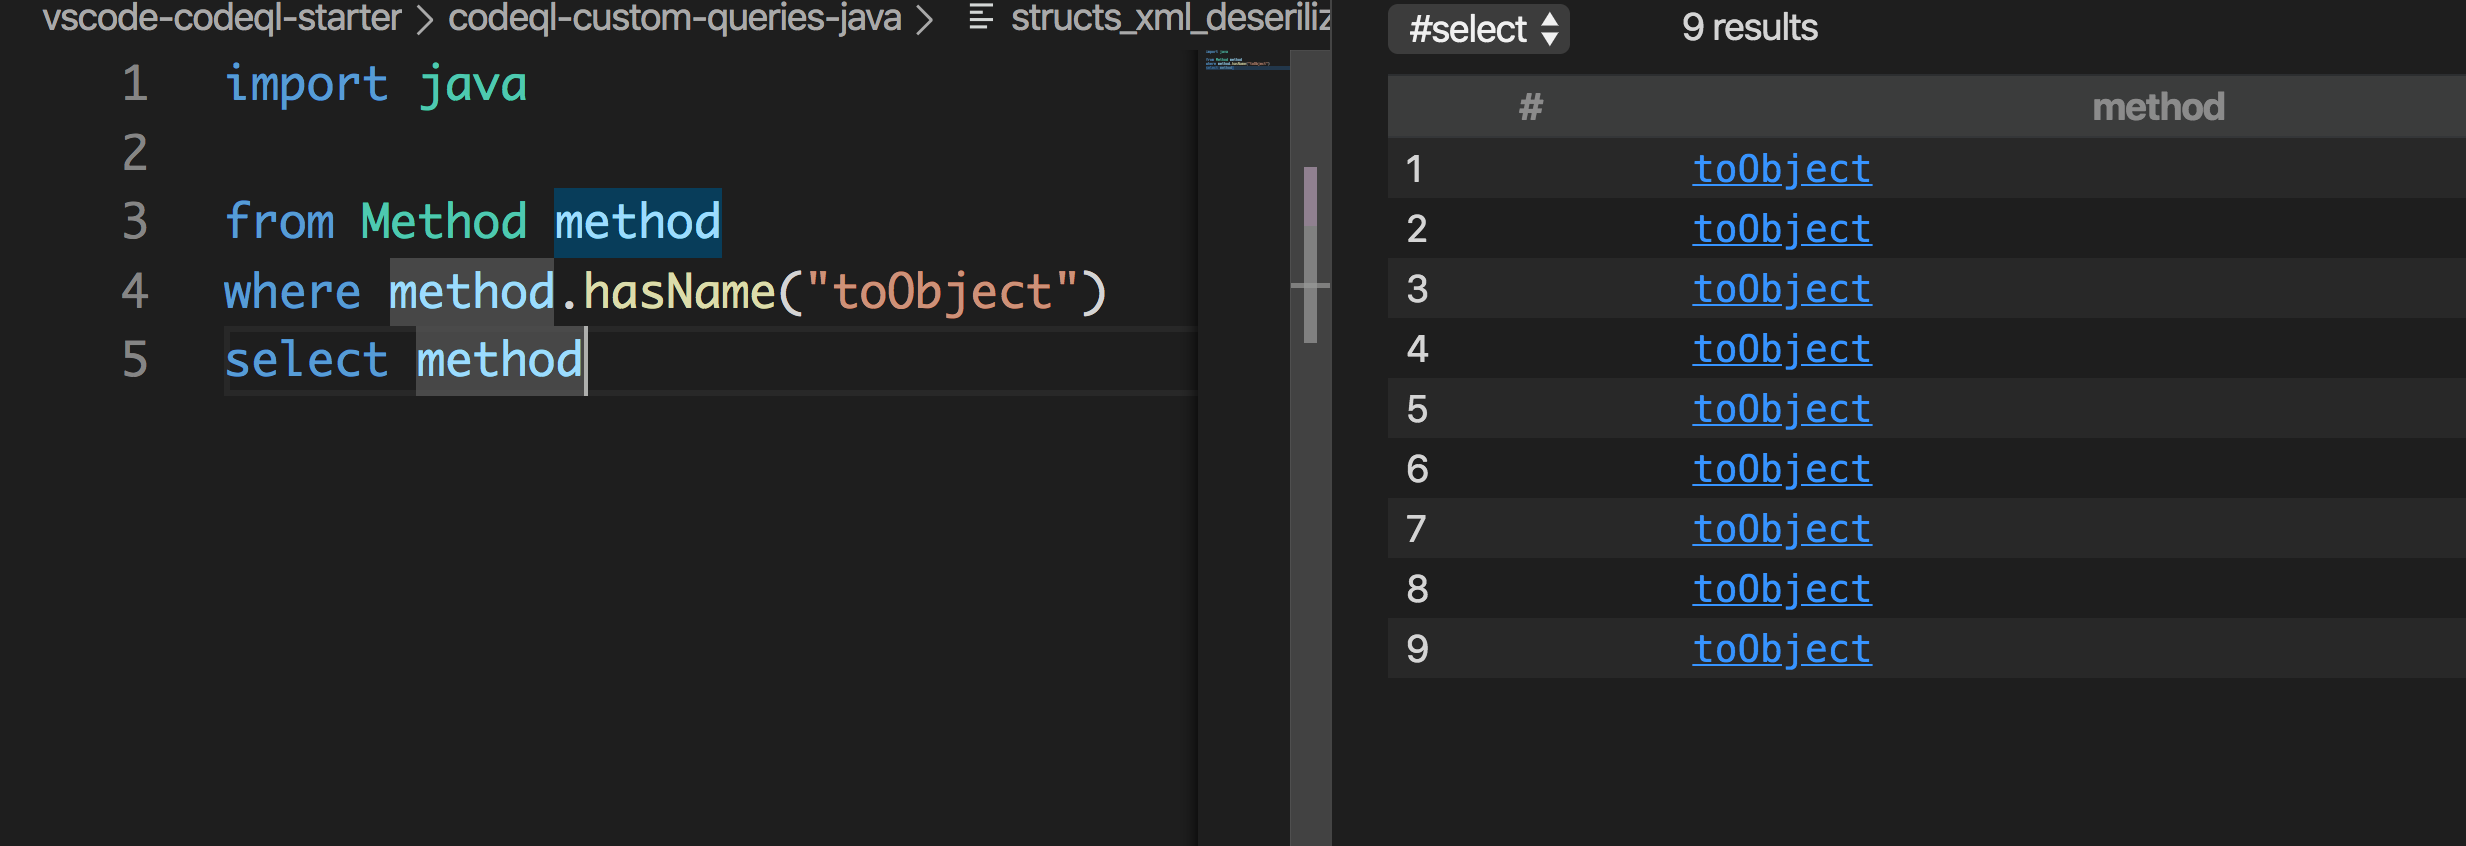 vscode-codeql-starter > codeql-custom-queries-java > structs_xml_deseriliz
1 import java
2
3 from Method method
4 where method.hasName("toObject")
5 select method
#select 9 results
# method
1 toObject
2 toObject
3 toObject
4 toObject
5 toObject
6 toObject
7 toObject
8 toObject
9 toObject